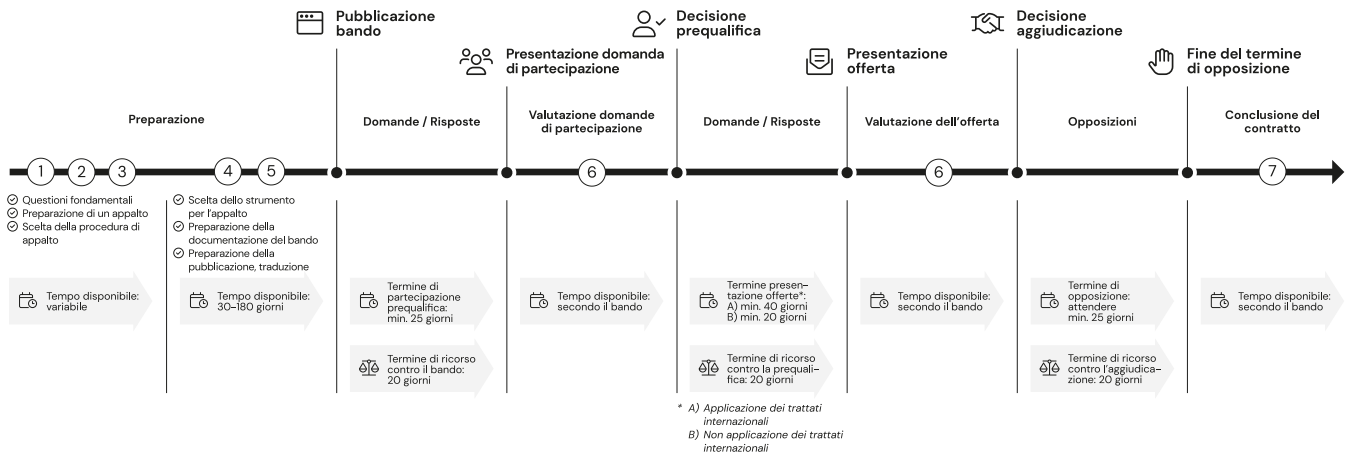 Pubblicazione
bando
Decisione
prequalifica
Decisione
aggiudicazione
Presentazione domanda
di partecipazione
Presentazione
offerta
Fine del termine
di opposizione
Preparazione
Domande / Risposte
Valutazione domande
di partecipazione
Domande / Risposte
Valutazione dell'offerta
Opposizioni
Conclusione del
contratto
1
2
3
4
5
6
6
7
Questioni fondamentali
Preparazione di un appalto
Scelta della procedura di
appalto
Scelta dello strumento
per l'appalto
Preparazione della
documentazione del bando
Preparazione della
pubblicazione, traduzione
Tempo disponibile:
variabile
Tempo disponibile:
30–180 giorni
Termine di
partecipazione
prequalifica:
min. 25 giorni
Tempo disponibile:
secondo il bando
Termine presen-
tazione offerte*:
A) min. 40 giorni
B) min. 20 giorni
Tempo disponibile:
secondo il bando
Termine di
opposizione:
attendere
min. 25 giorni
Tempo disponibile:
secondo il bando
Termine di ricorso
contro il bando:
20 giorni
Termine di ricorso
contro la prequali-
fica: 20 giorni
Termine di ricorso
contro l'aggiudica-
zione: 20 giorni
* A) Applicazione dei trattati
internazionali
B) Non applicazione dei trattati
internazionali